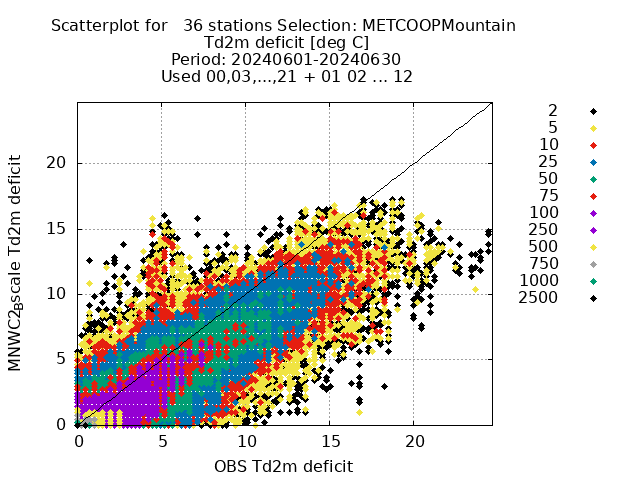 Scatterplot for   36 stations Selection: METCOOPMountain
Td2m deficit [deg C]
Period: 20240601-20240630
Used 00,03,...,21 + 01 02 ... 12
MNWC2Bscale Td2m deficit
20
15
10
5
0
0 5 10 15 20
OBS Td2m deficit
2
5
10
25
50
75
100
250
500
750
1000
2500